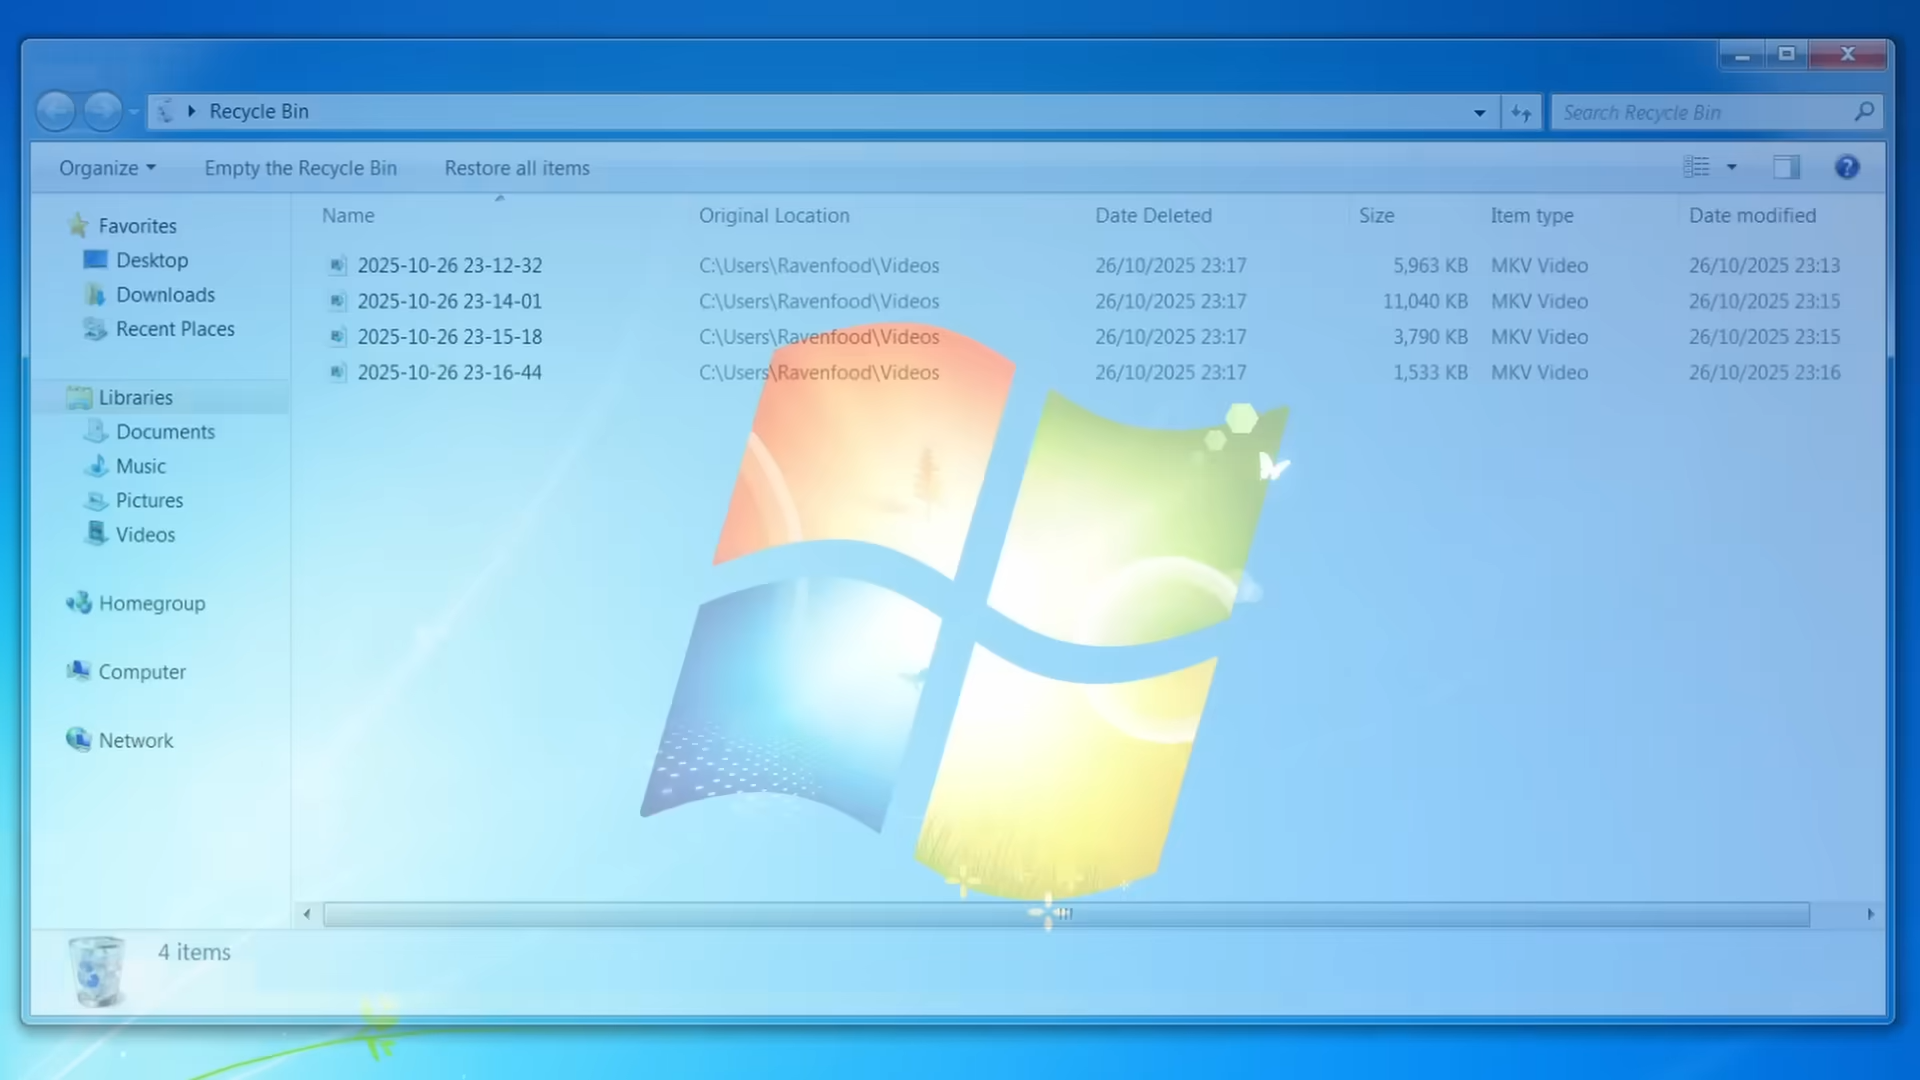 Recycle Bin
Search Recycle Bin
Organize
Empty the Recycle Bin
Restore all items
Favorites
Desktop
Downloads
Recent Places
Libraries
Documents
Music
Pictures
Videos
Homegroup
Computer
Network
Name Original Location Date Deleted Size Item type Date modified
2025-10-26 23-12-32 C:\Users\Ravenfood\Videos 26/10/2025 23:17 5,963 KB MKV Video 26/10/2025 23:13
2025-10-26 23-14-01 C:\Users\Ravenfood\Videos 26/10/2025 23:17 11,040 KB MKV Video 26/10/2025 23:15
2025-10-26 23-15-18 C:\Users\Ravenfood\Videos 26/10/2025 23:17 3,790 KB MKV Video 26/10/2025 23:15
2025-10-26 23-16-44 C:\Users\Ravenfood\Videos 26/10/2025 23:17 1,533 KB MKV Video 26/10/2025 23:16
4 items